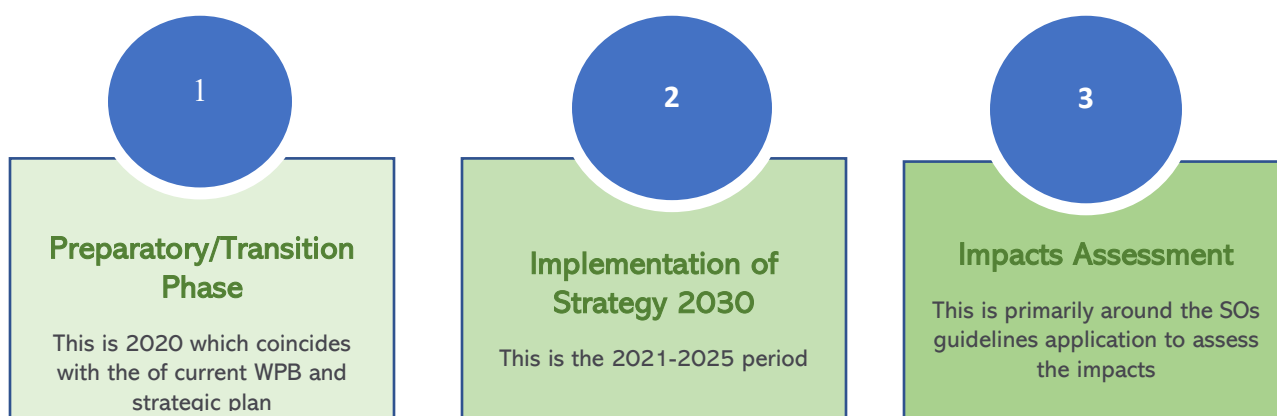 1
Preparatory/Transition
Phase
This is 2020 which coincides
with the of current WPB and
strategic plan
2
Implementation of
Strategy 2030
This is the 2021-2025 period
3
Impacts Assessment
This is primarily around the SOs
guidelines application to assess
the impacts